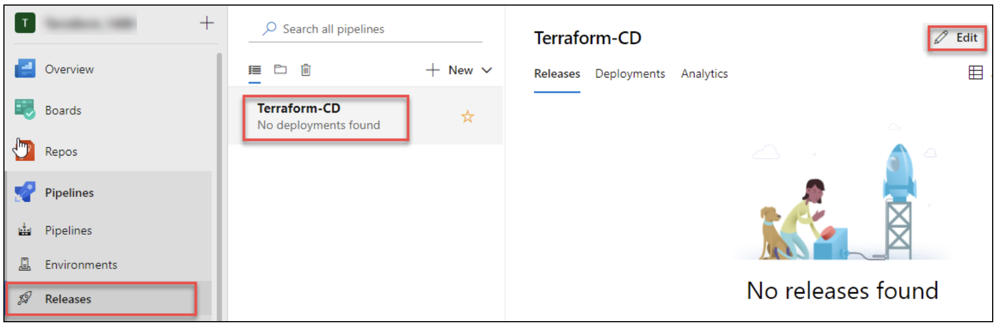 T
Overview
Boards
Repos
Pipelines
Pipelines
Environments
Releases
Search all pipelines
New
Terraform-CD
No deployments found
Terraform-CD
Edit
Releases Deployments Analytics
No releases found